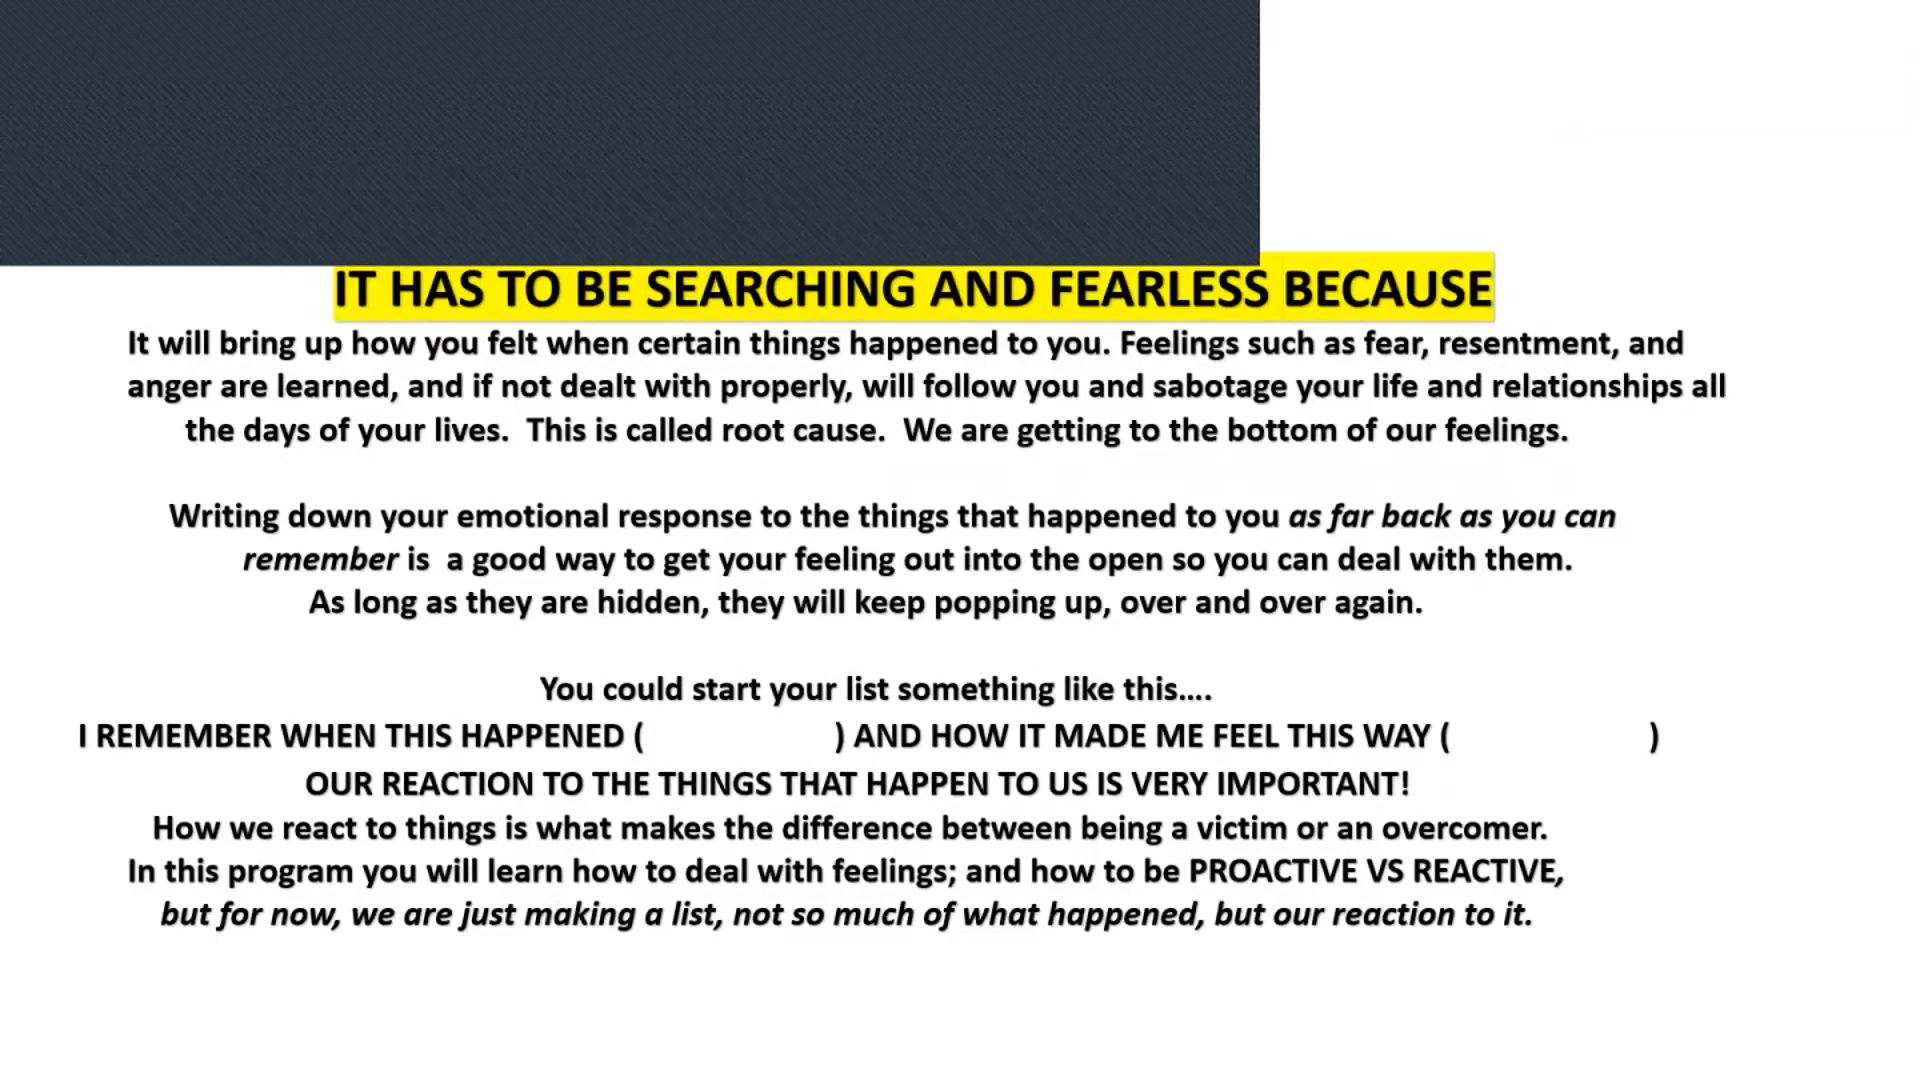 IT HAS TO BE SEARCHING AND FEARLESS BECAUSE
It will bring up how you felt when certain things happened to you. Feelings such as fear, resentment, and
anger are learned, and if not dealt with properly, will follow you and sabotage your life and relationships all
the days of your lives.  This is called root cause.  We are getting to the bottom of our feelings.
Writing down your emotional response to the things that happened to you as far back as you can
remember is  a good way to get your feeling out into the open so you can deal with them.
As long as they are hidden, they will keep popping up, over and over again.
You could start your list something like this....
I REMEMBER WHEN THIS HAPPENED (                    ) AND HOW IT MADE ME FEEL THIS WAY (                    )
OUR REACTION TO THE THINGS THAT HAPPEN TO US IS VERY IMPORTANT!
How we react to things is what makes the difference between being a victim or an overcomer.
In this program you will learn how to deal with feelings; and how to be PROACTIVE VS REACTIVE,
but for now, we are just making a list, not so much of what happened, but our reaction to it.